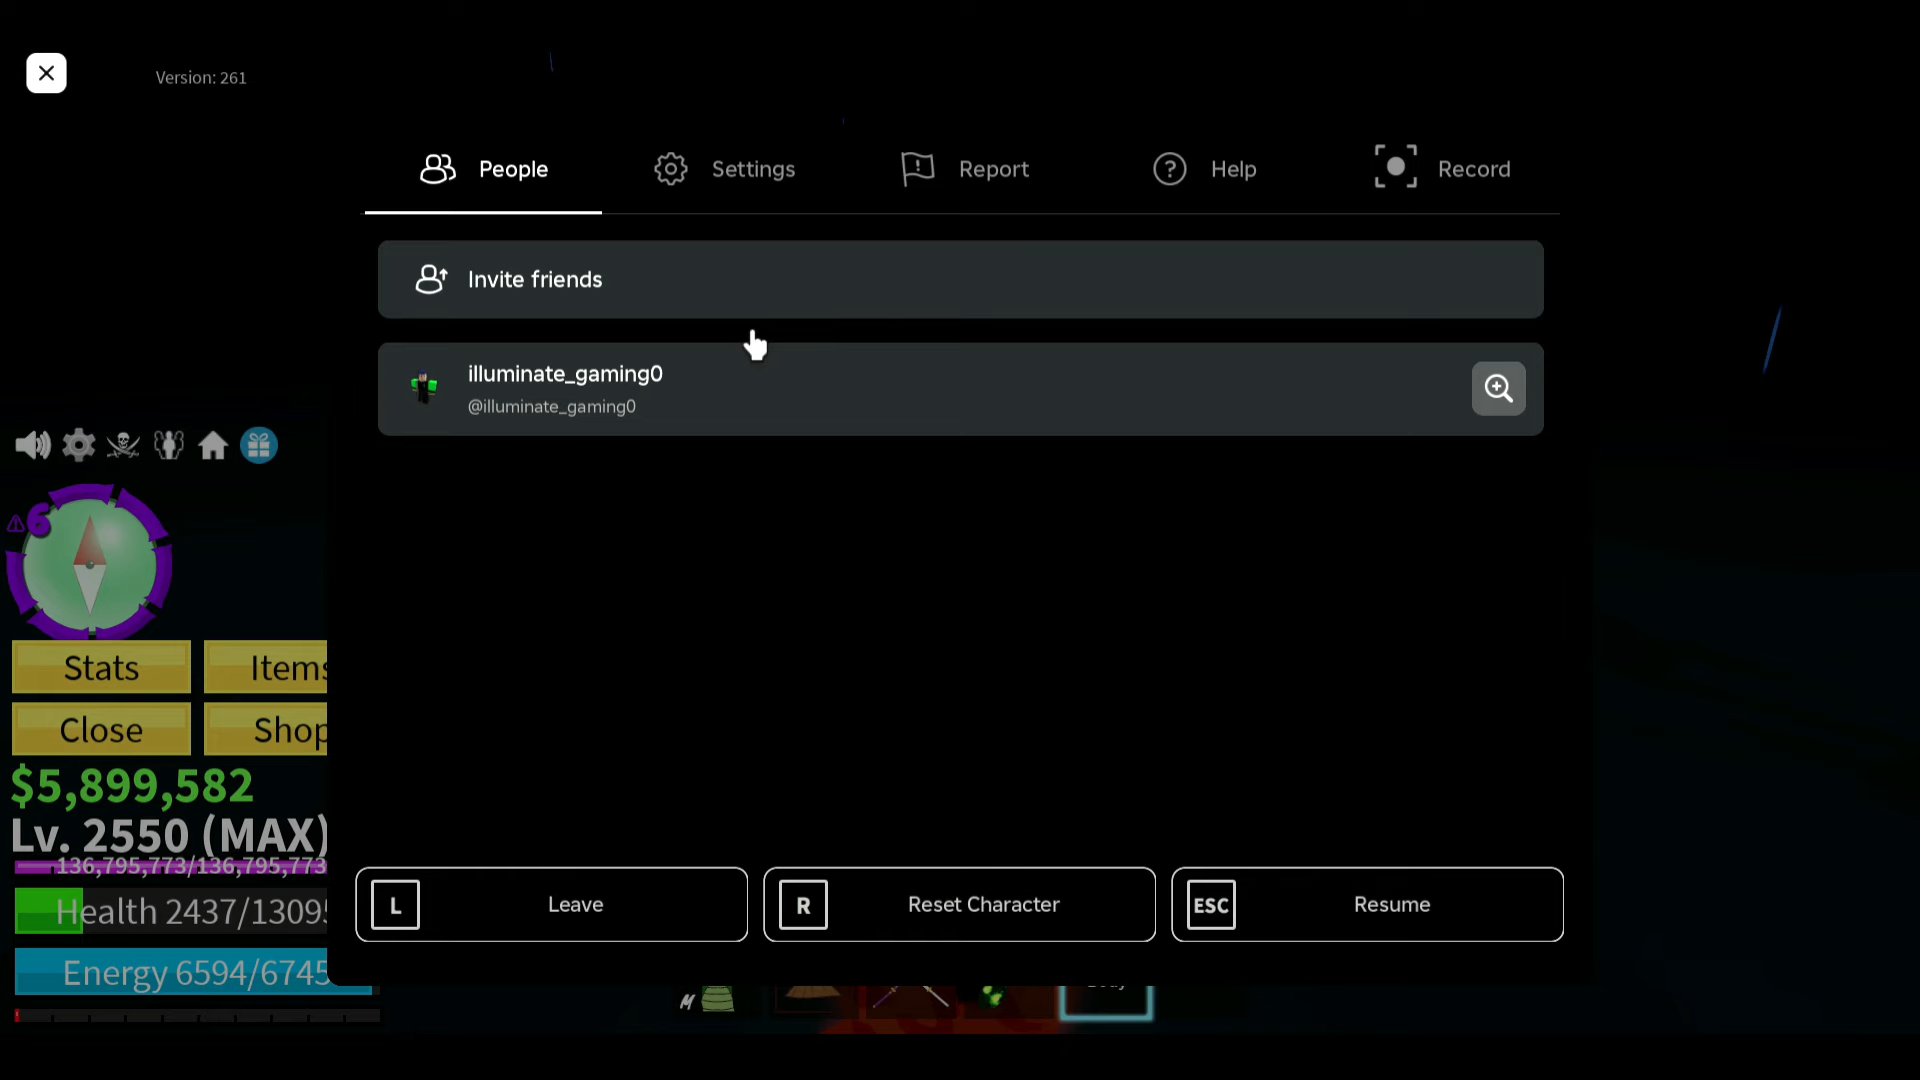 Version: 261
People
Settings
Report
Help
Record
Invite friends
illuminate_gaming0
@illuminate_gaming0
6
Stats
Items
Close
Shop
$5,899,582
Lv. 2550 (MAX)
136,795,773/136,795,773
Health 2437/1309
Energy 6594/6745
L
Leave
R
Reset Character
ESC
Resume
M